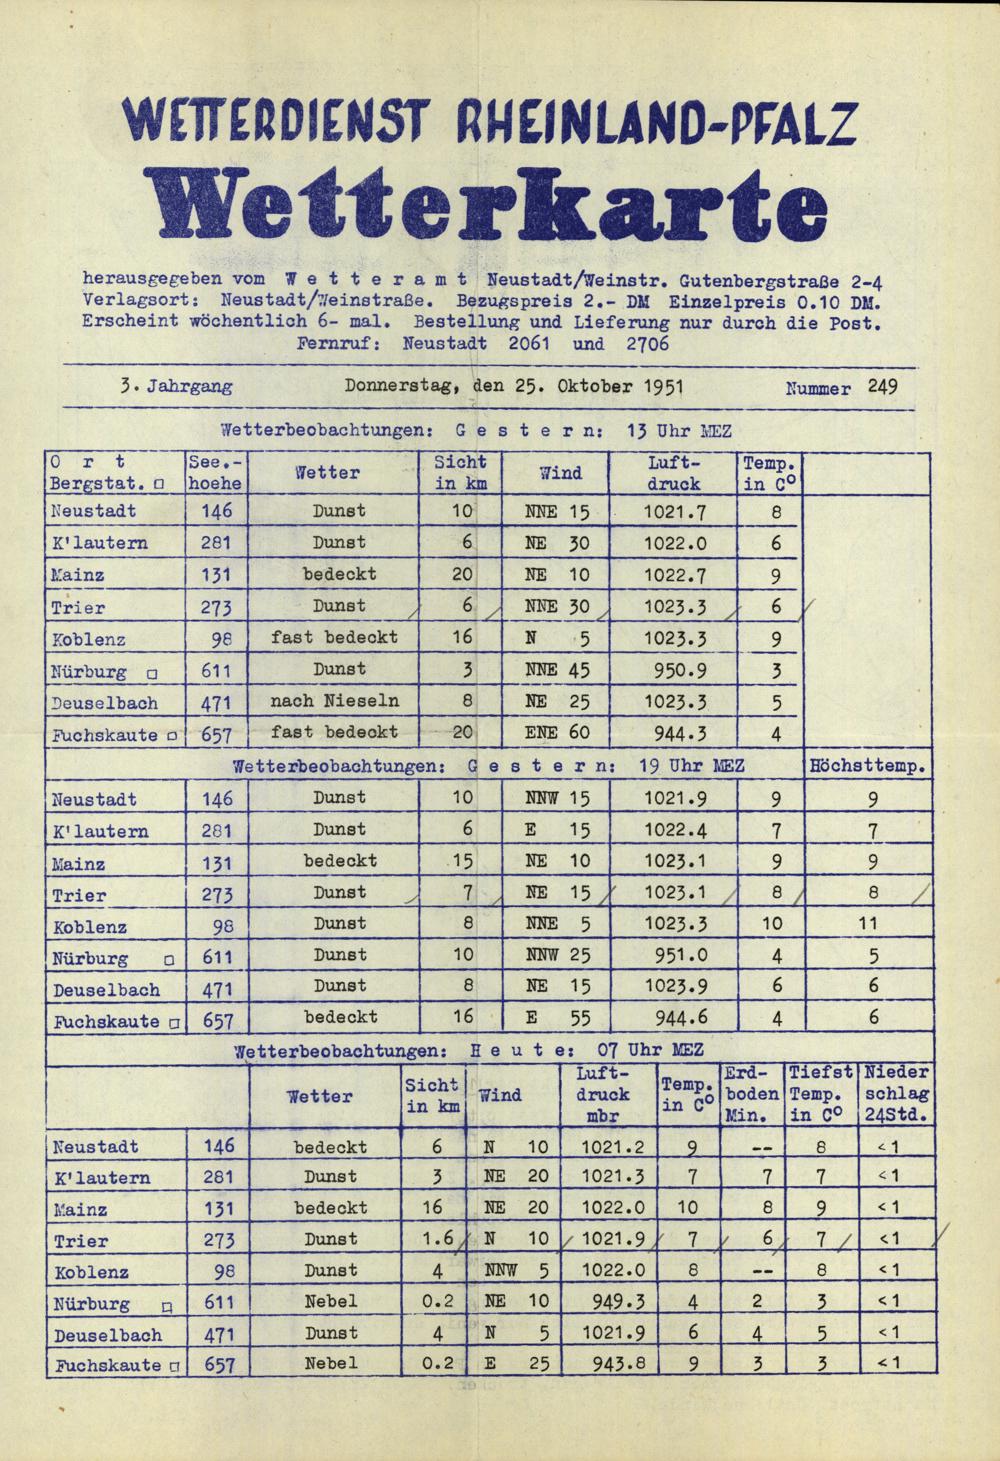 WETTERDIENST RHEINLAND-PFALZ
Wetterkarte
herausgegeben vom W e t t e r a m t Neustadt/Weinstr. Gutenbergstraße 2-4
Verlagsort: Neustadt/Weinstraße. Bezugspreis 2.- DM Einzelpreis 0.10 DM.
Erscheint wöchentlich 6- mal. Bestellung und Lieferung nur durch die Post.
Fernruf: Neustadt 2061 und 2706
3. Jahrgang Donnerstag, den 25. Oktober 1951 Nummer 249
Wetterbeobachtungen: G e s t e r n: 13 Uhr MEZ
O r t See.- Wetter Sicht Wind Luft- Temp.
Bergstat. □ hoehe in km druck in C°
Neustadt 146 Dunst 10 NNE 15 1021.7 8
K'lautern 281 Dunst 6 NE 30 1022.0 6
Mainz 131 bedeckt 20 NE 10 1022.7 9
Trier 273 Dunst 6 NNE 30 1023.3 6
Koblenz 98 fast bedeckt 16 N 5 1023.3 9
Nürburg □ 611 Dunst 3 NNE 45 950.9 3
Deuselbach 471 nach Nieseln 8 NE 25 1023.3 5
Fuchskaute □ 657 fast bedeckt 20 ENE 60 944.3 4
Wetterbeobachtungen: G e s t e r n: 19 Uhr MEZ Höchsttemp.
Neustadt 146 Dunst 10 NNW 15 1021.9 9 9
K'lautern 281 Dunst 6 E 15 1022.4 7 7
Mainz 131 bedeckt 15 NE 10 1023.1 9 9
Trier 273 Dunst 7 NE 15 1023.1 8 8
Koblenz 98 Dunst 8 NNE 5 1023.3 10 11
Nürburg □ 611 Dunst 10 NNW 25 951.0 4 5
Deuselbach 471 Dunst 8 NE 15 1023.9 6 6
Fuchskaute □ 657 bedeckt 16 E 55 944.6 4 6
Wetterbeobachtungen: H e u t e: 07 Uhr MEZ
Luft- Erd- Tiefst Nieder
Wetter Sicht Wind druck Temp. boden Temp. schlag
in km mbr in C° Min. in C° 24Std.
Neustadt 146 bedeckt 6 N 10 1021.2 9 -- 8 <1
K'lautern 281 Dunst 3 NE 20 1021.3 7 7 7 <1
Mainz 131 bedeckt 16 NE 20 1022.0 10 8 9 <1
Trier 273 Dunst 1.6 N 10 1021.9 7 6 7 <1
Koblenz 98 Dunst 4 NNW 5 1022.0 8 -- 8 <1
Nürburg □ 611 Nebel 0.2 NE 10 949.3 4 2 3 <1
Deuselbach 471 Dunst 4 N 5 1021.9 6 4 5 <1
Fuchskaute □ 657 Nebel 0.2 E 25 943.8 9 3 3 <1